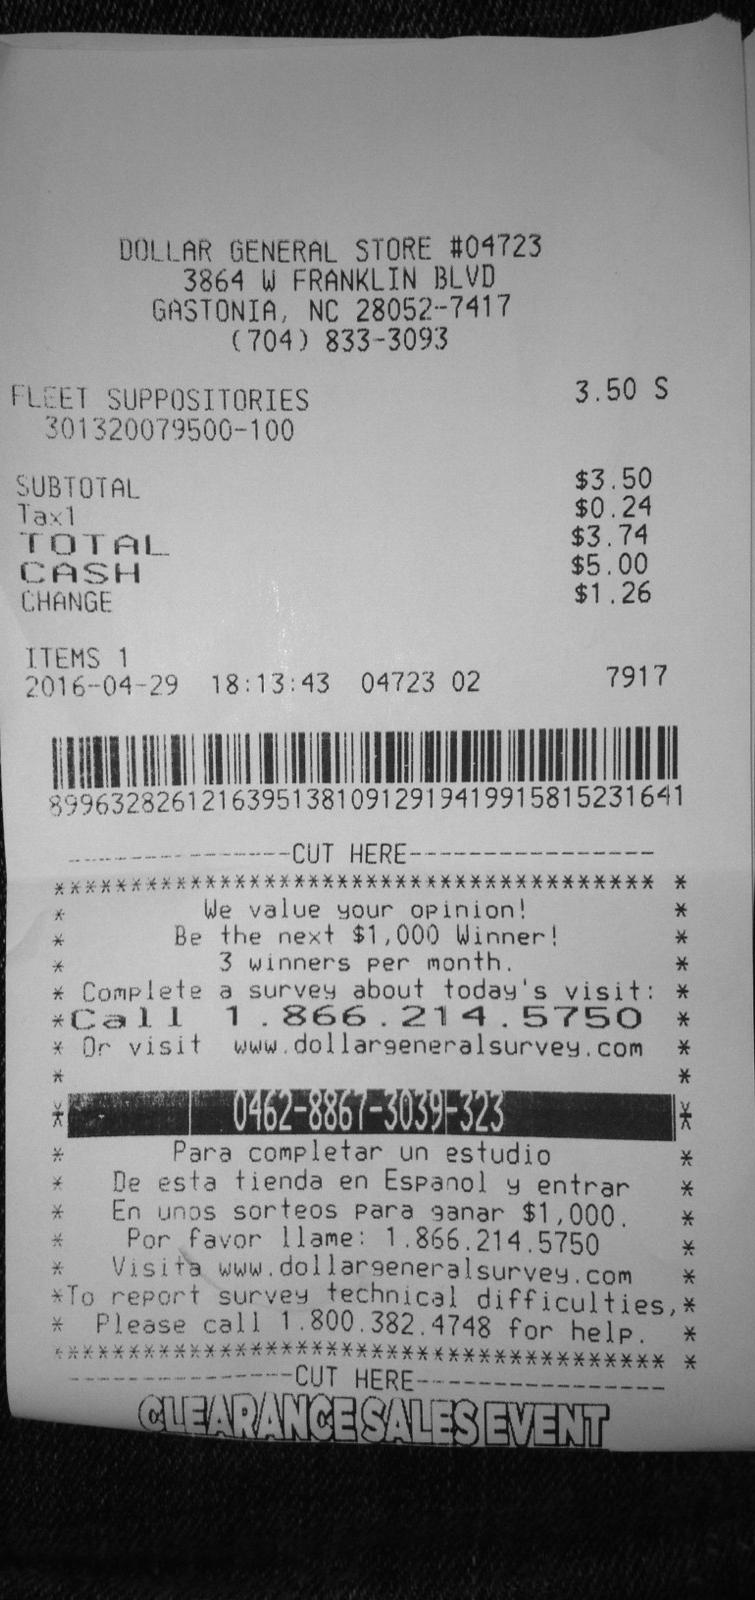 DOLLAR GENERAL STORE #04723
3864 W FRANKLIN BLVD
GASTONIA, NC 28052-7417
(704) 833-3093
FLEET SUPPOSITORIES 3.50 S
301320079500-100
SUBTOTAL $3.50
Tax1 $0.24
TOTAL $3.74
CASH $5.00
CHANGE $1.26
ITEMS 1
2016-04-29 18:13:43 04723 02 7917
899632826121639513810912919419915815231641
--------------CUT HERE----------------
**************************************** *
* We value your opinion! *
* Be the next $1,000 Winner! *
* 3 winners per month. *
* Complete a survey about today's visit: *
*Call 1.866.214.5750 *
* Or visit www.dollargeneralsurvey.com *
* *
* 0462-8867-3039-323 *
* Para completar un estudio *
* De esta tienda en Espanol y entrar *
* En unos sorteos para ganar $1,000. *
* Por favor llame: 1.866.214.5750 *
* Visita www.dollargeneralsurvey.com *
*To report survey technical difficulties,*
* Please call 1.800.382.4748 for help. *
**************************************** *
--------------CUT HERE----------------
CLEARANCE SALES EVENT